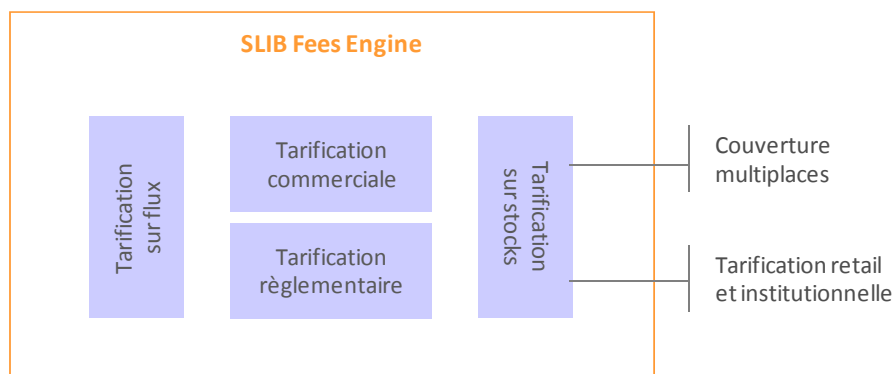 SLIB Fees Engine
Tarification
sur flux
Tarification
commerciale
Tarification
règlementaire
Tarification
sur stocks
Couverture
multiplaces
Tarification retail
et institutionnelle